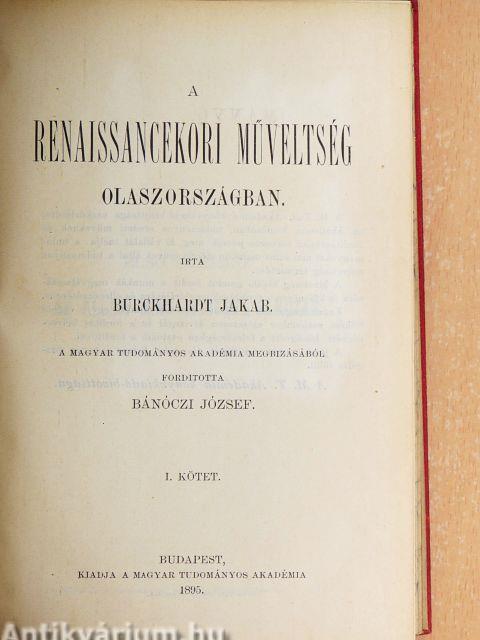 A
RENAISSANCEKORI MŰVELTSÉG
OLASZORSZÁGBAN.
IRTA
BURCKHARDT JAKAB.
A MAGYAR TUDOMÁNYOS AKADÉMIA MEGBIZÁSÁBÓL
FORDITOTTA
BÁNÓCZI JÓZSEF.
I. KÖTET.
BUDAPEST,
KIADJA A MAGYAR TUDOMÁNYOS AKADÉMIA
1895.
Antikvárium.hu